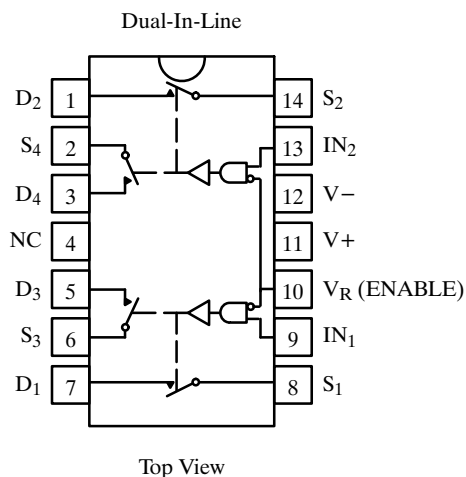 Dual-In-Line
D2 1 14 S2
S4 2 13 IN2
D4 3 12 V−
NC 4 11 V+
D3 5 10 VR (ENABLE)
S3 6 9 IN1
D1 7 8 S1
Top View